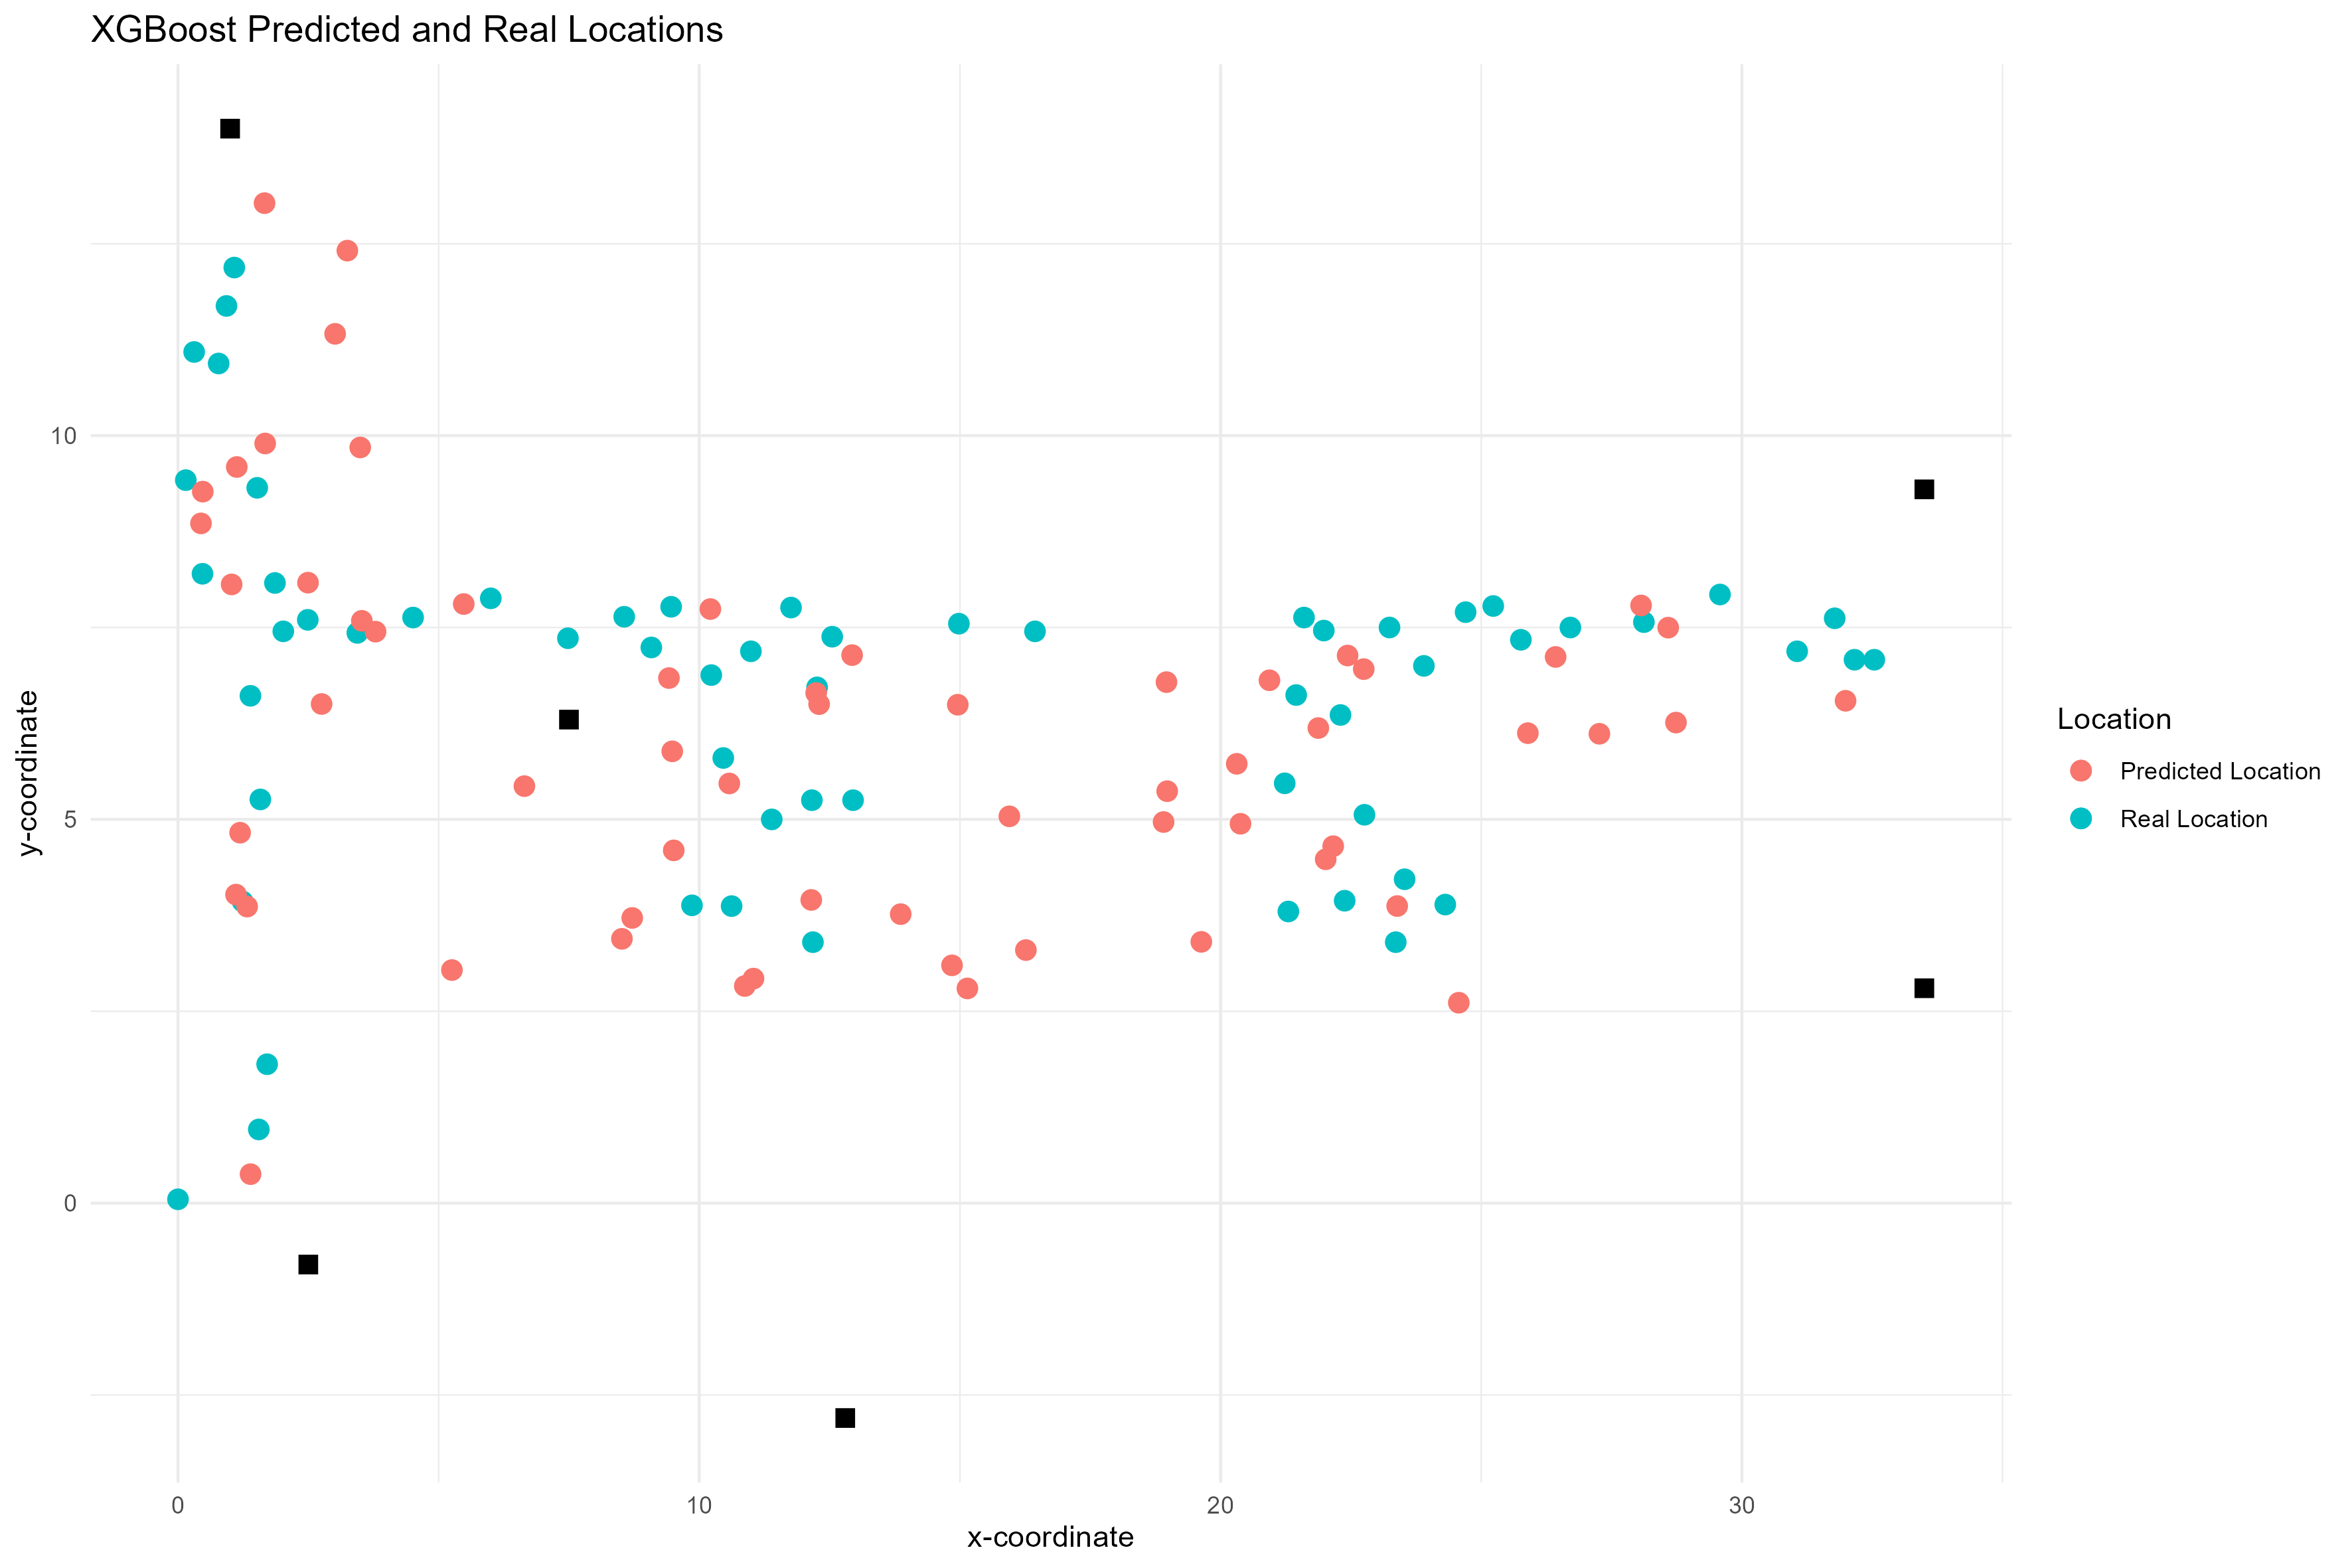 XGBoost Predicted and Real Locations
10
5
0
y-coordinate
0
10
20
30
x-coordinate
Location
Predicted Location
Real Location